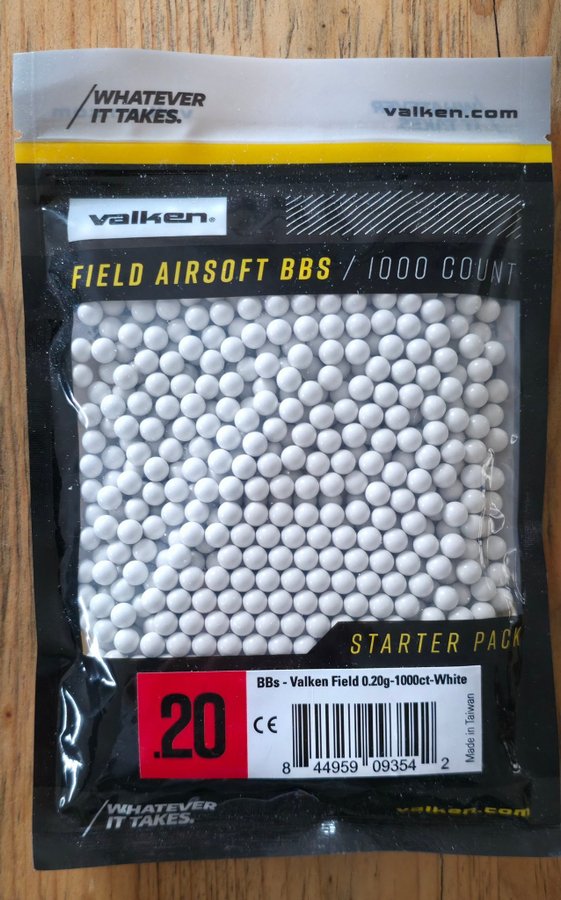 /WHATEVER
IT TAKES.
valken.com
valken®
FIELD AIRSOFT BBS / 1000 COUNT
STARTER PACK
.20
BBs - Valken Field 0.20g-1000ct-White
CE
8 44959 09354 2
Made in Taiwan
/WHATEVER
IT TAKES.
valken.com